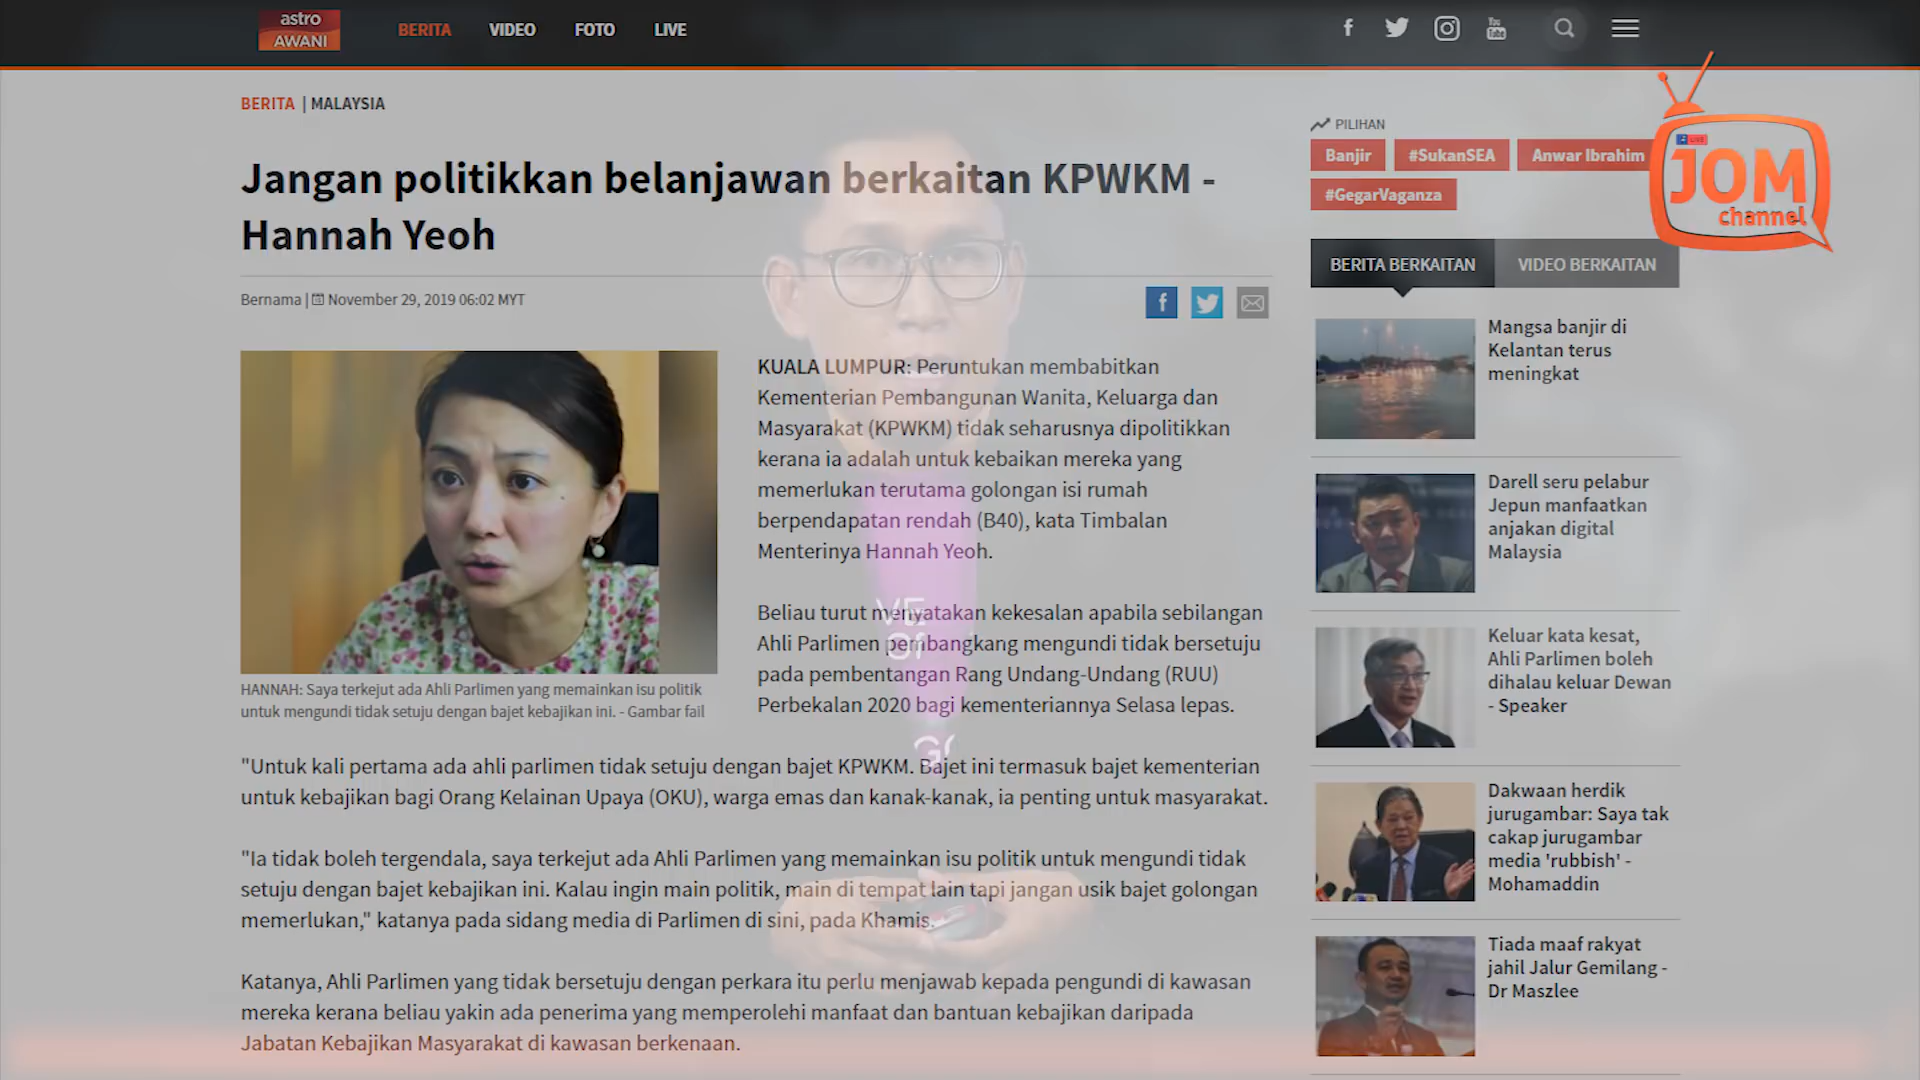 astro
AWANI
BERITA
VIDEO
FOTO
LIVE
You
Tube
BERITA | MALAYSIA
Jangan politikkan belanjawan berkaitan KPWKM -
Hannah Yeoh
Bernama | November 29, 2019 06:02 MYT
HANNAH: Saya terkejut ada Ahli Parlimen yang memainkan isu politik
untuk mengundi tidak setuju dengan bajet kebajikan ini. - Gambar fail
KUALA LUMPUR: Peruntukan membabitkan
Kementerian Pembangunan Wanita, Keluarga dan
Masyarakat (KPWKM) tidak seharusnya dipolitikkan
kerana ia adalah untuk kebaikan mereka yang
memerlukan terutama golongan isi rumah
berpendapatan rendah (B40), kata Timbalan
Menterinya Hannah Yeoh.
Beliau turut menyatakan kekesalan apabila sebilangan
Ahli Parlimen pembangkang mengundi tidak bersetuju
pada pembentangan Rang Undang-Undang (RUU)
Perbekalan 2020 bagi kementeriannya Selasa lepas.
"Untuk kali pertama ada ahli parlimen tidak setuju dengan bajet KPWKM. Bajet ini termasuk bajet kementerian
untuk kebajikan bagi Orang Kelainan Upaya (OKU), warga emas dan kanak-kanak, ia penting untuk masyarakat.
"Ia tidak boleh tergendala, saya terkejut ada Ahli Parlimen yang memainkan isu politik untuk mengundi tidak
setuju dengan bajet kebajikan ini. Kalau ingin main politik, main di tempat lain tapi jangan usik bajet golongan
memerlukan," katanya pada sidang media di Parlimen di sini, pada Khamis.
Katanya, Ahli Parlimen yang tidak bersetuju dengan perkara itu perlu menjawab kepada pengundi di kawasan
mereka kerana beliau yakin ada penerima yang memperolehi manfaat dan bantuan kebajikan daripada
Jabatan Kebajikan Masyarakat di kawasan berkenaan.
PILIHAN
Banjir
#SukanSEA
Anwar Ibrahim
#GegarVaganza
LIVE
JOM
channel
BERITA BERKAITAN
VIDEO BERKAITAN
Mangsa banjir di
Kelantan terus
meningkat
Darell seru pelabur
Jepun manfaatkan
anjakan digital
Malaysia
Keluar kata kesat,
Ahli Parlimen boleh
dihalau keluar Dewan
- Speaker
Dakwaan herdik
jurugambar: Saya tak
cakap jurugambar
media 'rubbish' -
Mohamaddin
Tiada maaf rakyat
jahil Jalur Gemilang -
Dr Maszlee